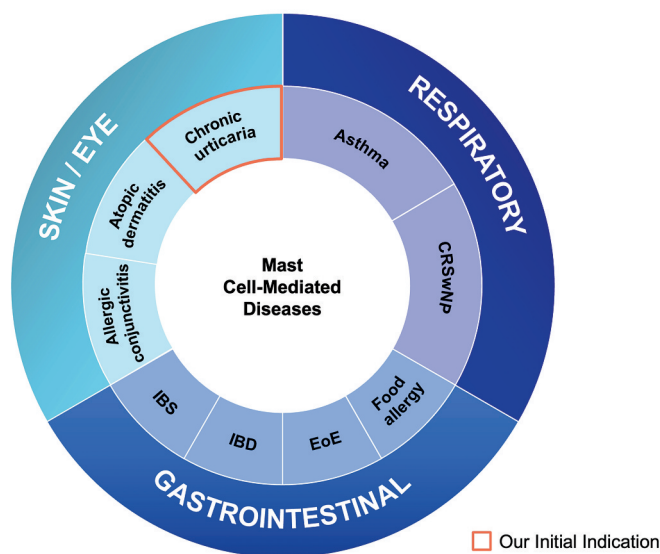 SKIN / EYE
RESPIRATORY
GASTROINTESTINAL
Chronic
urticaria
Asthma
Atopic
dermatitis
CRSwNP
Allergic
conjunctivitis
Mast
Cell-Mediated
Diseases
IBS
IBD
EoE
Food
allergy
Our Initial Indication